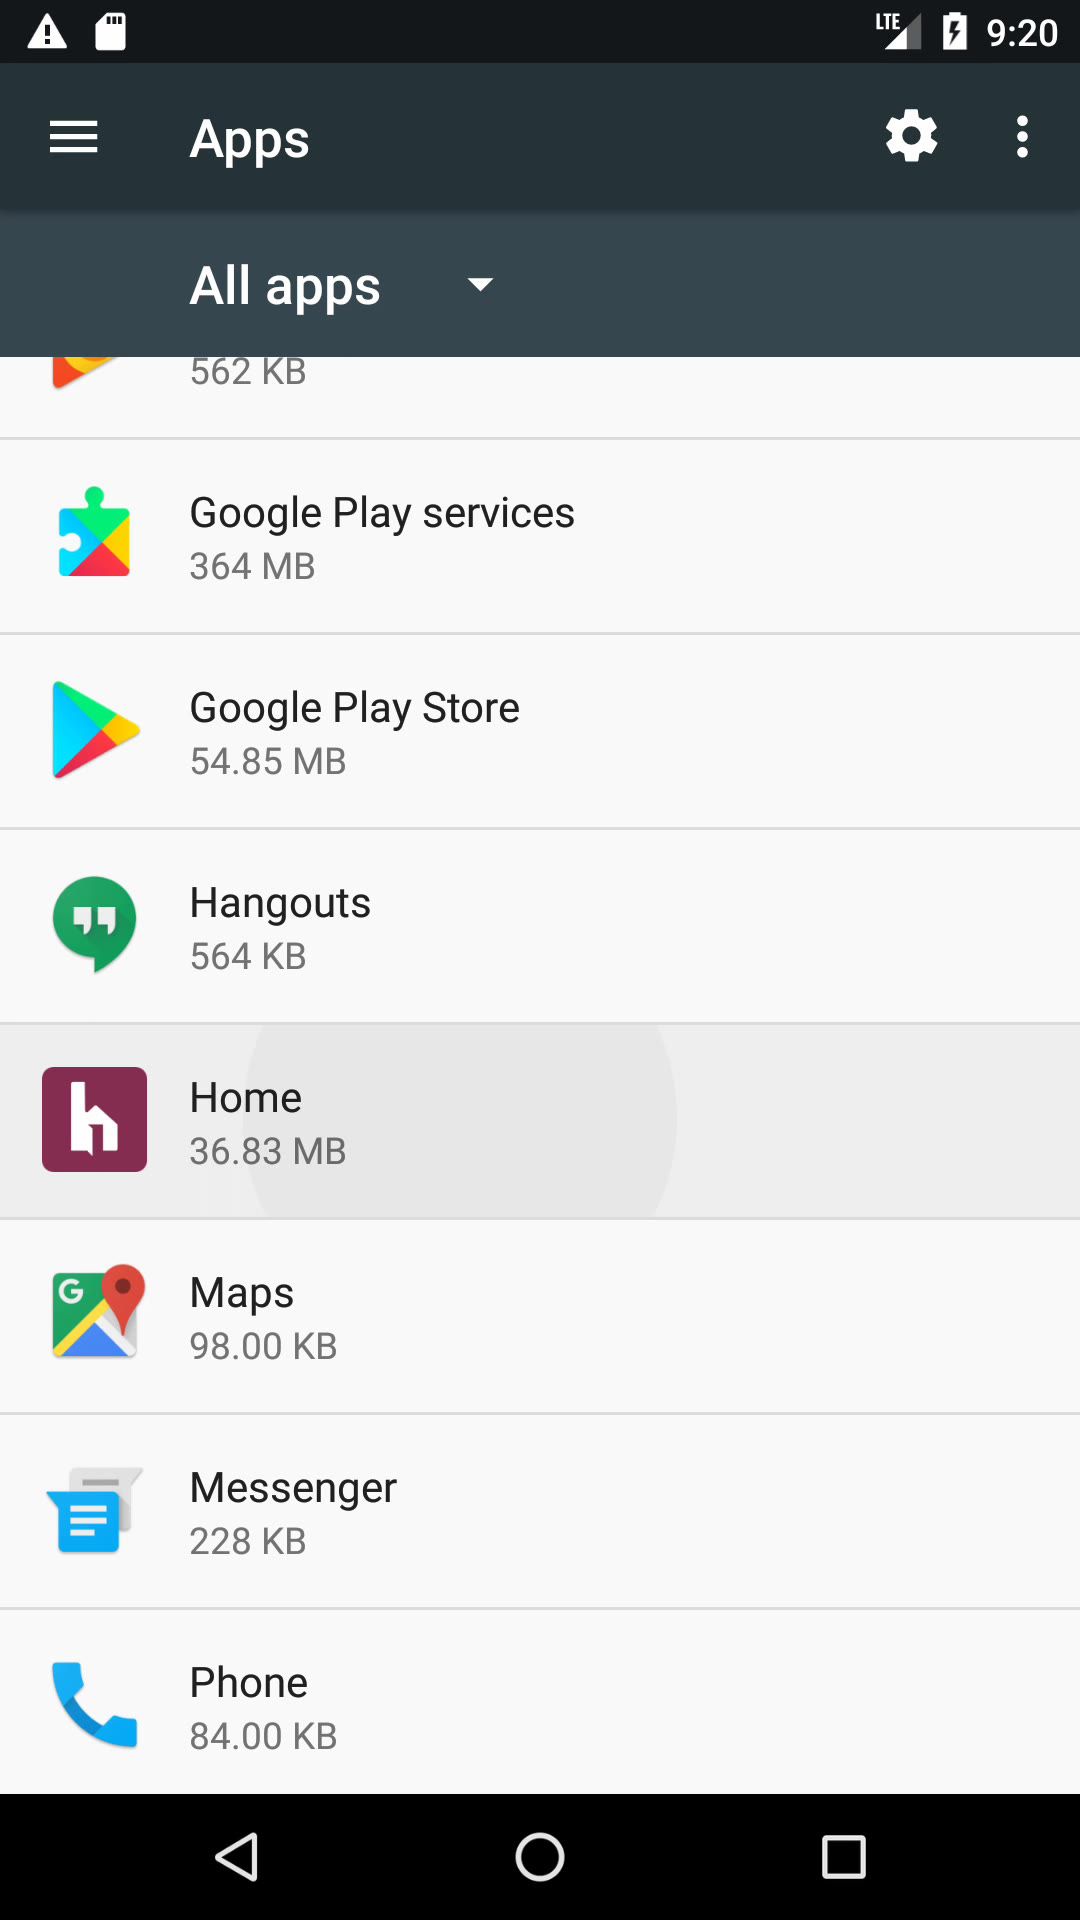 LTE 9:20
Apps
All apps
562 KB
Google Play services
364 MB
Google Play Store
54.85 MB
Hangouts
564 KB
Home
36.83 MB
Maps
98.00 KB
Messenger
228 KB
Phone
84.00 KB